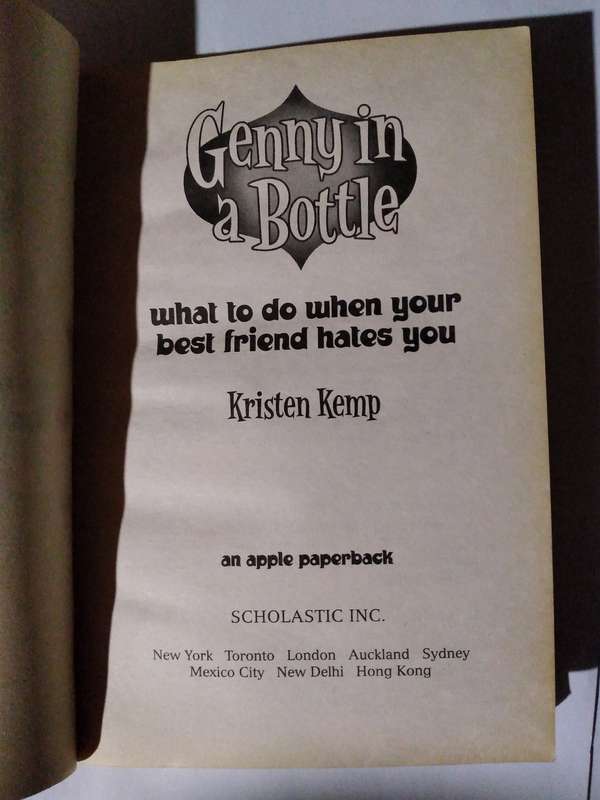 Genny in
a Bottle
what to do when your
best friend hates you
Kristen Kemp
an apple paperback
SCHOLASTIC INC.
New York Toronto London Auckland Sydney
Mexico City New Delhi Hong Kong